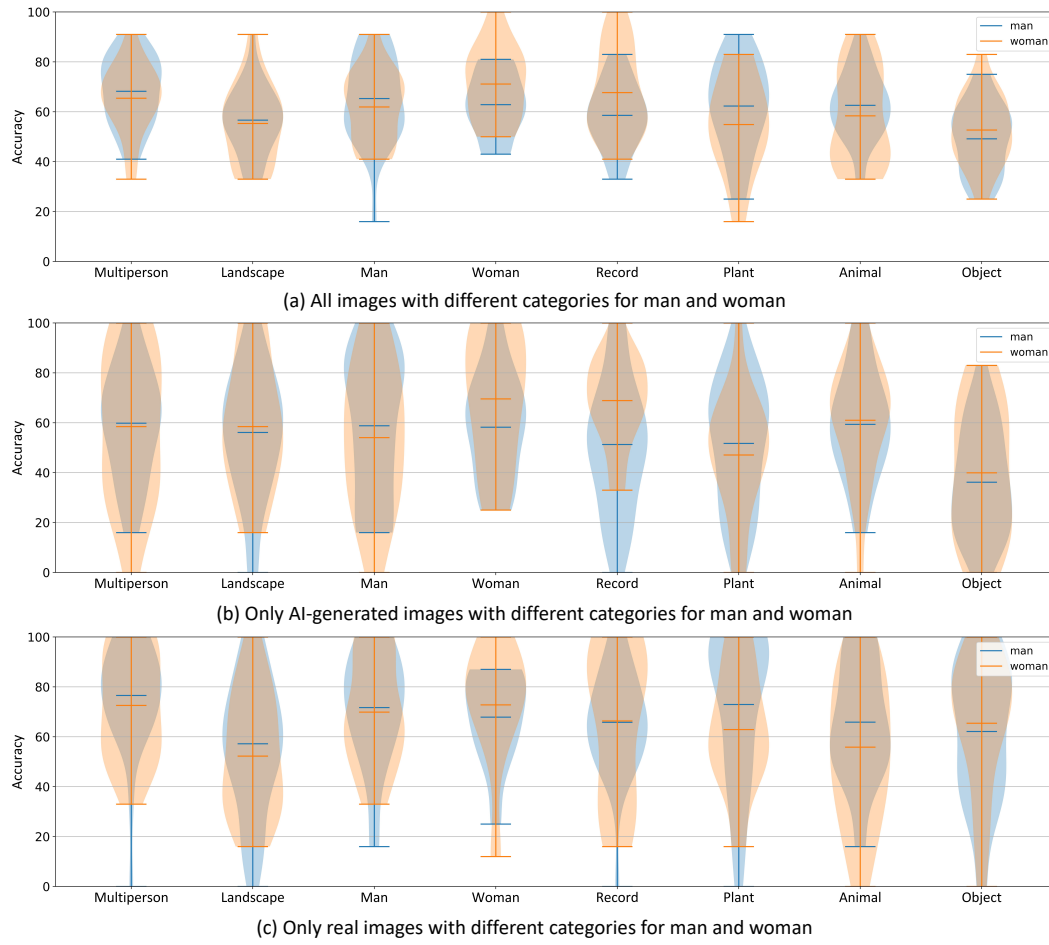 100
80
60
40
20
0
Accuracy
man
woman
Multiperson Landscape Man Woman Record Plant Animal Object
(a) All images with different categories for man and woman
100
80
60
40
20
0
Accuracy
man
woman
Multiperson Landscape Man Woman Record Plant Animal Object
(b) Only AI-generated images with different categories for man and woman
100
80
60
40
20
0
Accuracy
man
woman
Multiperson Landscape Man Woman Record Plant Animal Object
(c) Only real images with different categories for man and woman